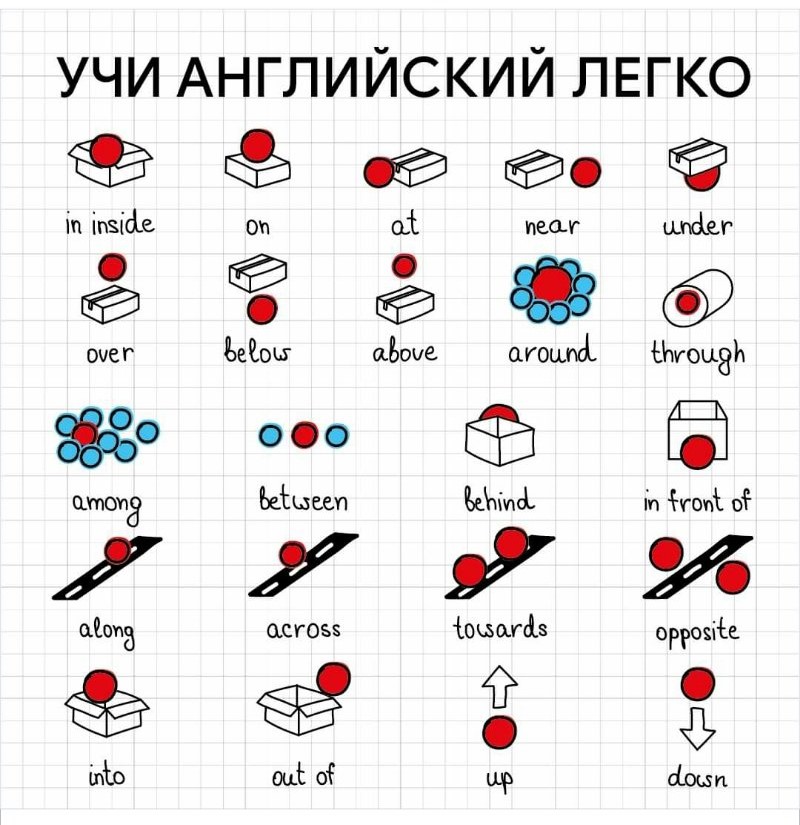 УЧИ АНГЛИЙСКИЙ ЛЕГКО
in inside on at near under
over below above around through
among between behind in front of
along across towards opposite
into out of up down